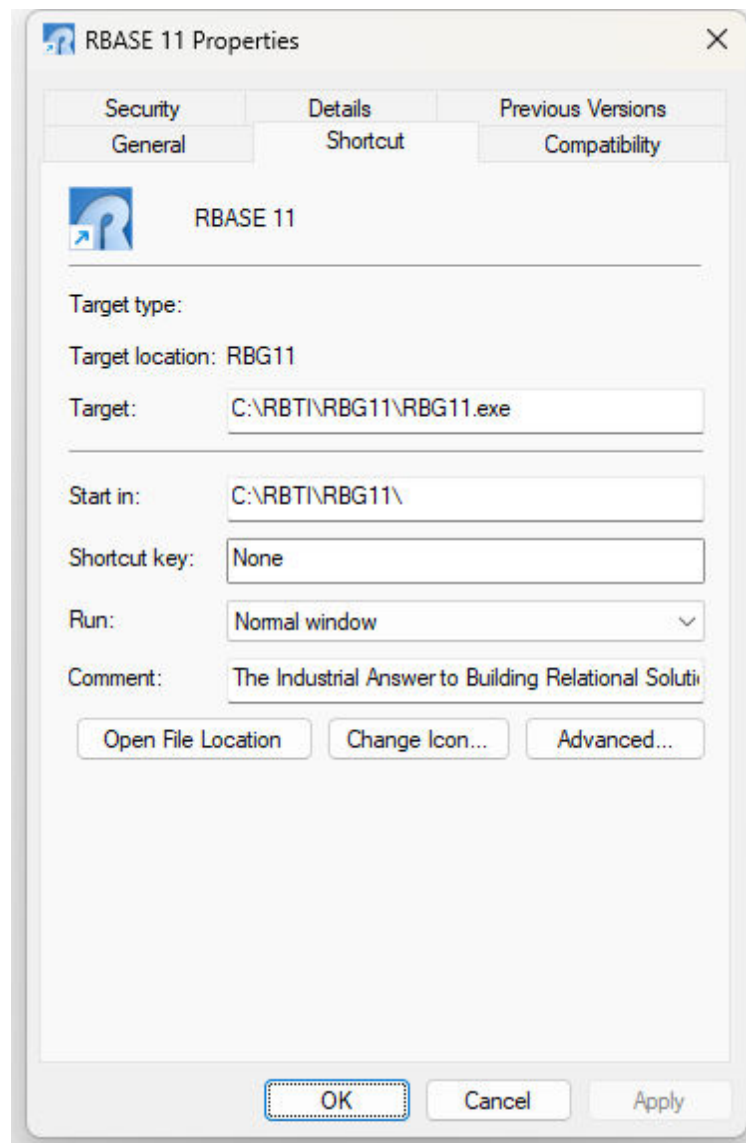 RBASE 11 Properties
Security Details Previous Versions
General Shortcut Compatibility
RBASE 11
Target type:
Target location: RBG11
Target: C:\RBTI\RBG11\RBG11.exe
Start in: C:\RBTI\RBG11\
Shortcut key: None
Run: Normal window
Comment: The Industrial Answer to Building Relational Soluti
Open File Location Change Icon... Advanced...
OK Cancel Apply